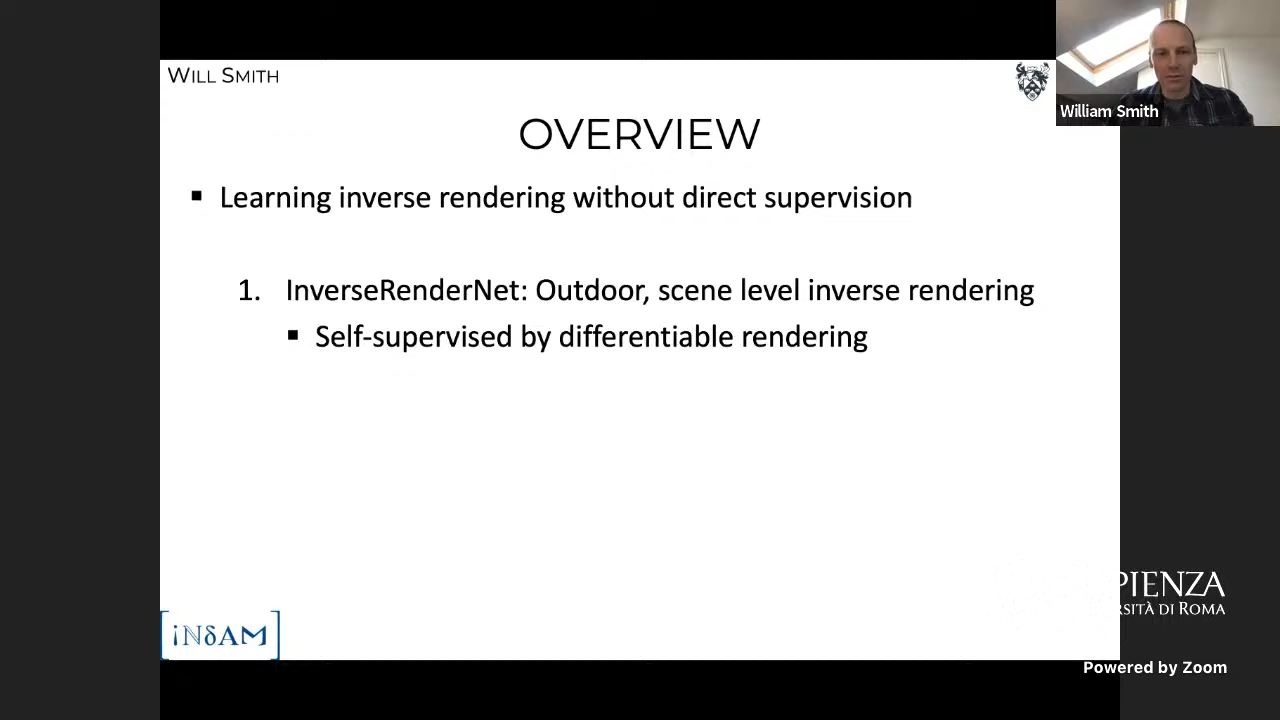 WILL SMITH
William Smith
OVERVIEW
▪ Learning inverse rendering without direct supervision
1. InverseRenderNet: Outdoor, scene level inverse rendering
▪ Self-supervised by differentiable rendering
PIENZA
RSITÀ DI ROMA
iNδAM
Powered by Zoom